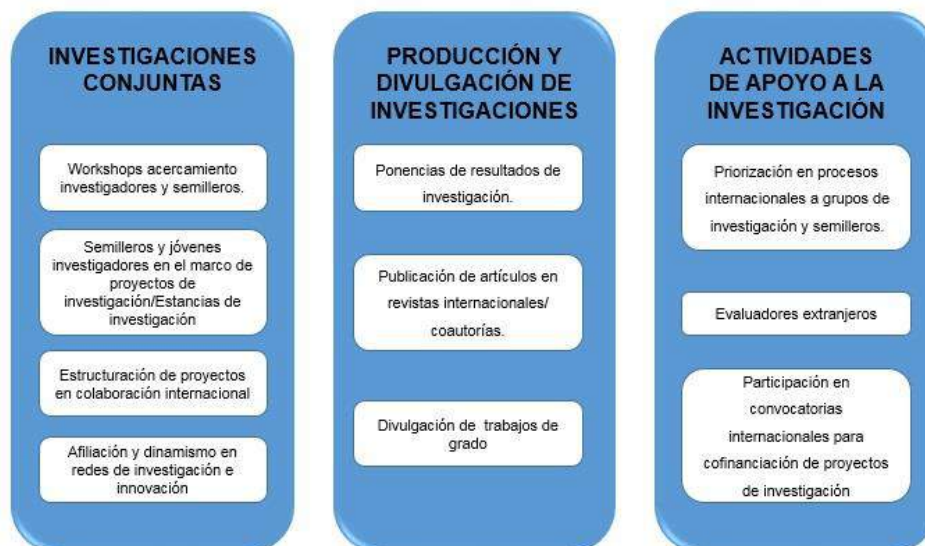 INVESTIGACIONES
CONJUNTAS
Workshops acercamiento
investigadores y semilleros.
Semilleros y jóvenes
investigadores en el marco de
proyectos de
investigación/Estancias de
investigación
Estructuración de proyectos
en colaboración internacional
Afiliación y dinamismo en
redes de investigación e
innovación
PRODUCCIÓN Y
DIVULGACIÓN DE
INVESTIGACIONES
Ponencias de resultados de
investigación.
Publicación de artículos en
revistas internacionales/
coautorías.
Divulgación de trabajos de
grado
ACTIVIDADES
DE APOYO A LA
INVESTIGACIÓN
Priorización en procesos
internacionales a grupos de
investigación y semilleros.
Evaluadores extranjeros
Participación en
convocatorias
internacionales para
cofinanciación de proyectos
de investigación